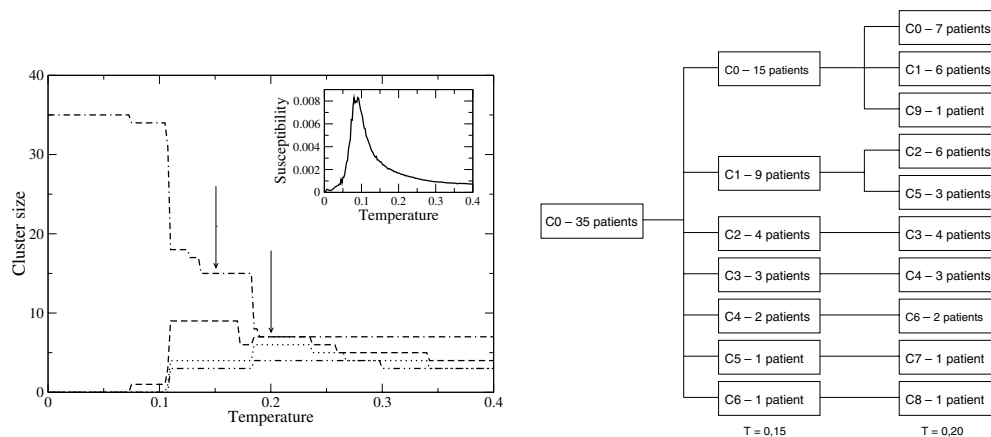 40
30
20
10
0
Cluster size
0
0.1
0.2
0.3
0.4
Temperature
0.008
0.006
0.004
0.002
0
Susceptibility
0
0.1
0.2
0.3
0.4
Temperature
C0 – 35 patients
C0 – 15 patients
C1 – 9 patients
C2 – 4 patients
C3 – 3 patients
C4 – 2 patients
C5 – 1 patient
C6 – 1 patient
T = 0,15
C0 – 7 patients
C1 – 6 patients
C9 – 1 patient
C2 – 6 patients
C5 – 3 patients
C3 – 4 patients
C4 – 3 patients
C6 – 2 patients
C7 – 1 patient
C8 – 1 patient
T = 0,20